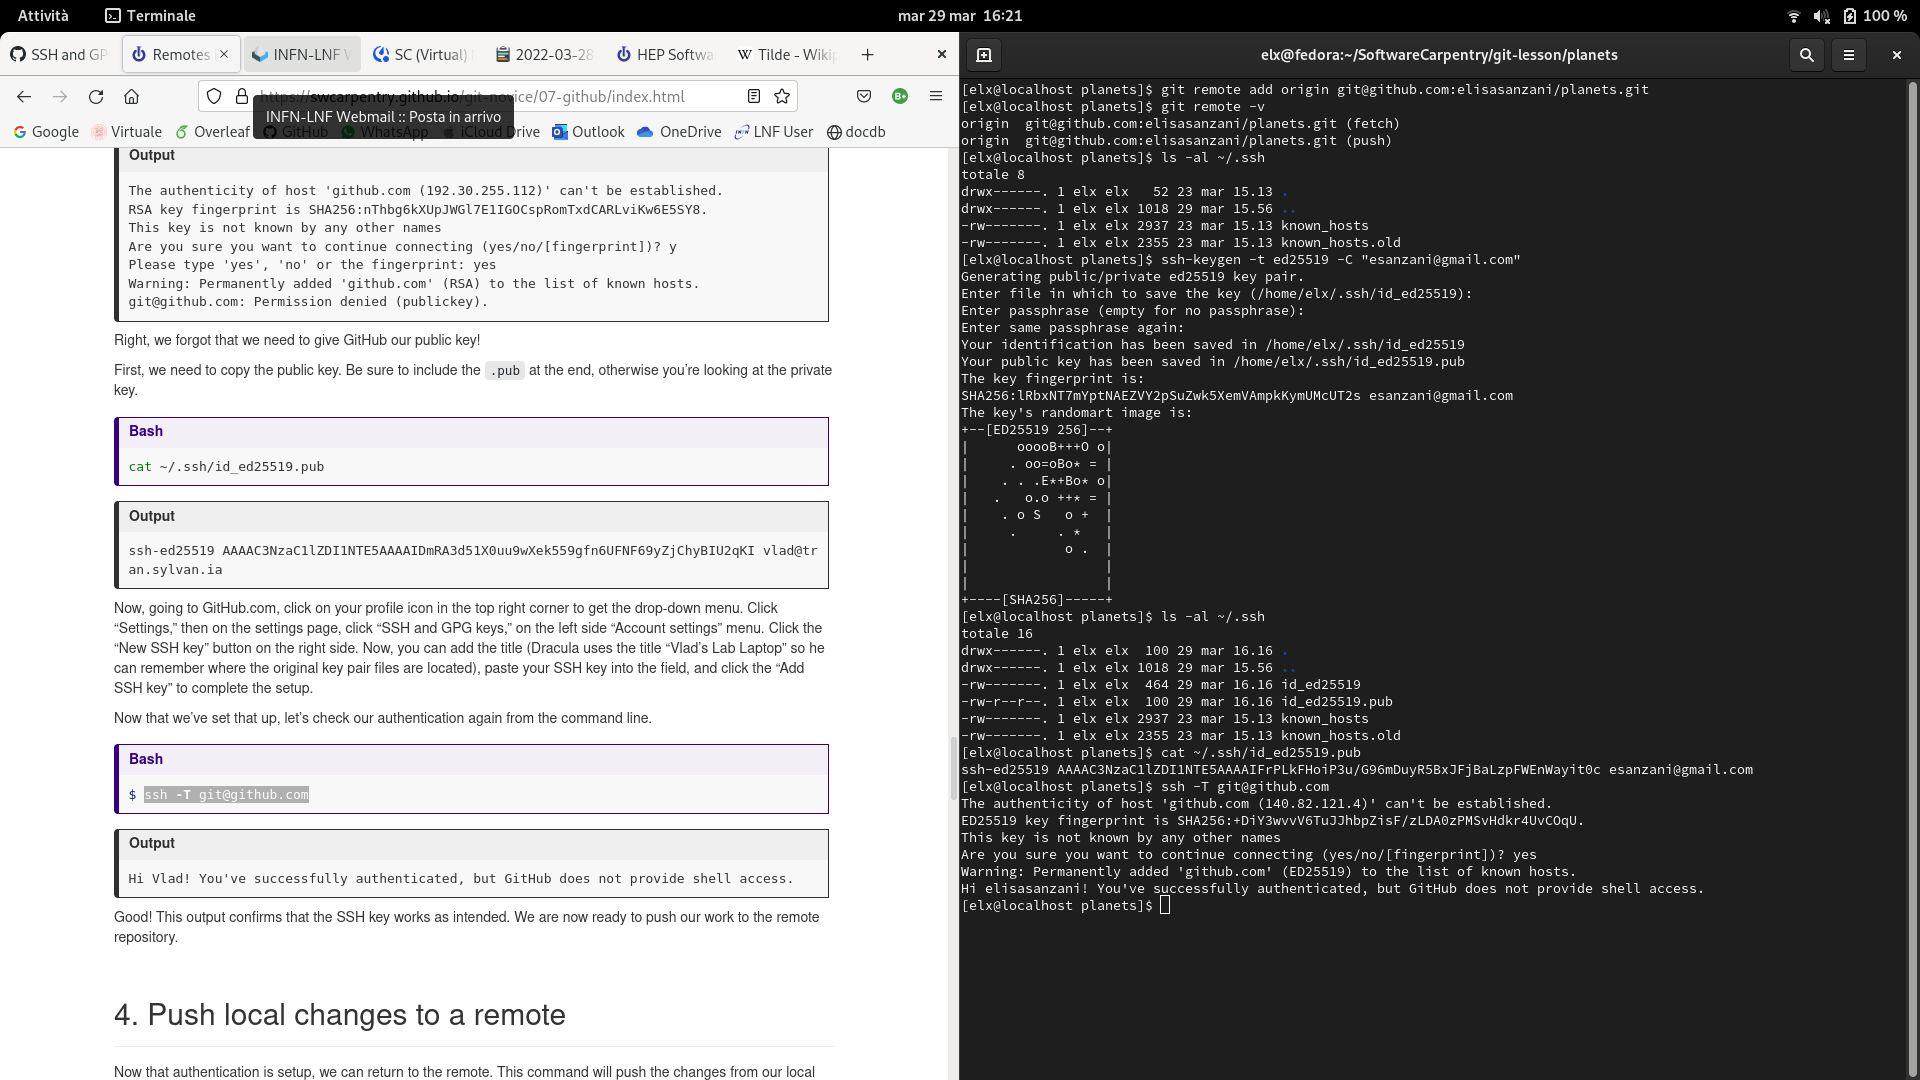 Attività
Terminale
mar 29 mar 16:21
100 %
SSH and GP
Remotes
INFN-LNF
SC (Virtual)
2022-03-28
HEP Softwa
Tilde - Wiki
https://swcarpentry.github.io/git-novice/07-github/index.html
INFN-LNF Webmail :: Posta in arrivo
Google
Virtuale
Overleaf
GitHub
WhatsApp
iCloud Drive
Outlook
OneDrive
LNF User
docdb
Output
The authenticity of host 'github.com (192.30.255.112)' can't be established.
RSA key fingerprint is SHA256:nThbg6kXUpJWGl7E1IGOCspRomTxdCARLviKw6E5SY8.
This key is not known by any other names
Are you sure you want to continue connecting (yes/no/[fingerprint])? y
Please type 'yes', 'no' or the fingerprint: yes
Warning: Permanently added 'github.com' (RSA) to the list of known hosts.
git@github.com: Permission denied (publickey).
Right, we forgot that we need to give GitHub our public key!
First, we need to copy the public key. Be sure to include the .pub at the end, otherwise you’re looking at the private
key.
Bash
cat ~/.ssh/id_ed25519.pub
Output
ssh-ed25519 AAAAC3NzaC1lZDI1NTE5AAAAIDmRA3d51X0uu9wXek559gfn6UFNF69yZjChyBIU2qKI vlad@tr
an.sylvan.ia
Now, going to GitHub.com, click on your profile icon in the top right corner to get the drop-down menu. Click
“Settings,” then on the settings page, click “SSH and GPG keys,” on the left side “Account settings” menu. Click the
“New SSH key” button on the right side. Now, you can add the title (Dracula uses the title “Vlad’s Lab Laptop” so he
can remember where the original key pair files are located), paste your SSH key into the field, and click the “Add
SSH key” to complete the setup.
Now that we’ve set that up, let’s check our authentication again from the command line.
Bash
$ ssh -T git@github.com
Output
Hi Vlad! You've successfully authenticated, but GitHub does not provide shell access.
Good! This output confirms that the SSH key works as intended. We are now ready to push our work to the remote
repository.
4. Push local changes to a remote
Now that authentication is setup, we can return to the remote. This command will push the changes from our local
elx@fedora:~/SoftwareCarpentry/git-lesson/planets
[elx@localhost planets]$ git remote add origin git@github.com:elisasanzani/planets.git
[elx@localhost planets]$ git remote -v
origin  git@github.com:elisasanzani/planets.git (fetch)
origin  git@github.com:elisasanzani/planets.git (push)
[elx@localhost planets]$ ls -al ~/.ssh
totale 8
drwx------. 1 elx elx   52 23 mar 15.13 .
drwx------. 1 elx elx 1018 29 mar 15.56 ..
-rw-------. 1 elx elx 2937 23 mar 15.13 known_hosts
-rw-------. 1 elx elx 2355 23 mar 15.13 known_hosts.old
[elx@localhost planets]$ ssh-keygen -t ed25519 -C "esanzani@gmail.com"
Generating public/private ed25519 key pair.
Enter file in which to save the key (/home/elx/.ssh/id_ed25519):
Enter passphrase (empty for no passphrase):
Enter same passphrase again:
Your identification has been saved in /home/elx/.ssh/id_ed25519
Your public key has been saved in /home/elx/.ssh/id_ed25519.pub
The key fingerprint is:
SHA256:lRbxNT7mYptNAEZVY2pSuZwk5XemVAmpkKymUMcUT2s esanzani@gmail.com
The key's randomart image is:
+--[ED25519 256]--+
|      ooooB+++O o|
|     . oo=oBo* = |
|    . . .E*+Bo* o|
|   .   o.o ++* = |
|    . o S   o +  |
|     .     . *   |
|            o .  |
|                 |
|                 |
+----[SHA256]-----+
[elx@localhost planets]$ ls -al ~/.ssh
totale 16
drwx------. 1 elx elx  100 29 mar 16.16 .
drwx------. 1 elx elx 1018 29 mar 15.56 ..
-rw-------. 1 elx elx  464 29 mar 16.16 id_ed25519
-rw-r--r--. 1 elx elx  100 29 mar 16.16 id_ed25519.pub
-rw-------. 1 elx elx 2937 23 mar 15.13 known_hosts
-rw-------. 1 elx elx 2355 23 mar 15.13 known_hosts.old
[elx@localhost planets]$ cat ~/.ssh/id_ed25519.pub
ssh-ed25519 AAAAC3NzaC1lZDI1NTE5AAAAIFrPLkFHoiP3u/G96mDuyR5BxJFjBaLzpFWEnWayit0c esanzani@gmail.com
[elx@localhost planets]$ ssh -T git@github.com
The authenticity of host 'github.com (140.82.121.4)' can't be established.
ED25519 key fingerprint is SHA256:+DiY3wvvV6TuJJhbpZisF/zLDA0zPMSvHdkr4UvCOqU.
This key is not known by any other names
Are you sure you want to continue connecting (yes/no/[fingerprint])? yes
Warning: Permanently added 'github.com' (ED25519) to the list of known hosts.
Hi elisasanzani! You've successfully authenticated, but GitHub does not provide shell access.
[elx@localhost planets]$